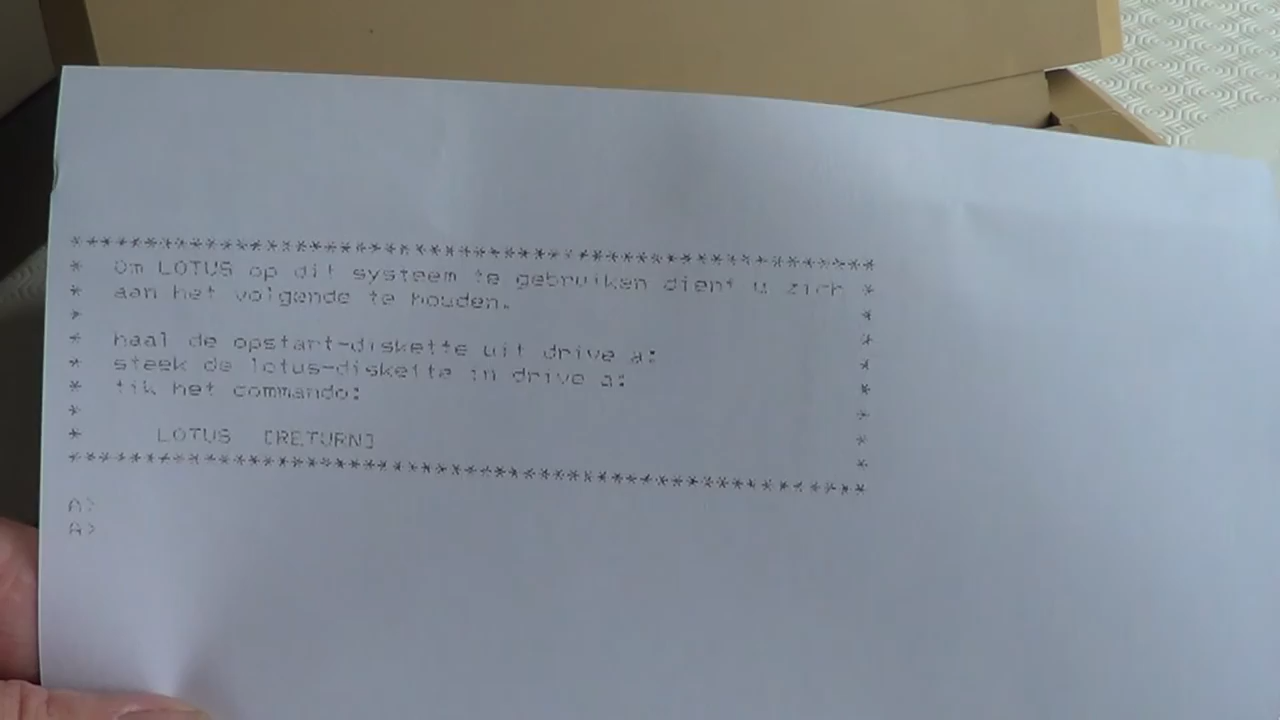 ******************************************************
* Om LOTUS op dit systeem te gebruiken dient u zich *
* aan het volgende te houden. *
* *
* haal de opstart-diskette uit drive a: *
* steek de lotus-diskette in drive a: *
* tik het commando: *
* *
* LOTUS [RETURN] *
******************************************************
A>
A>